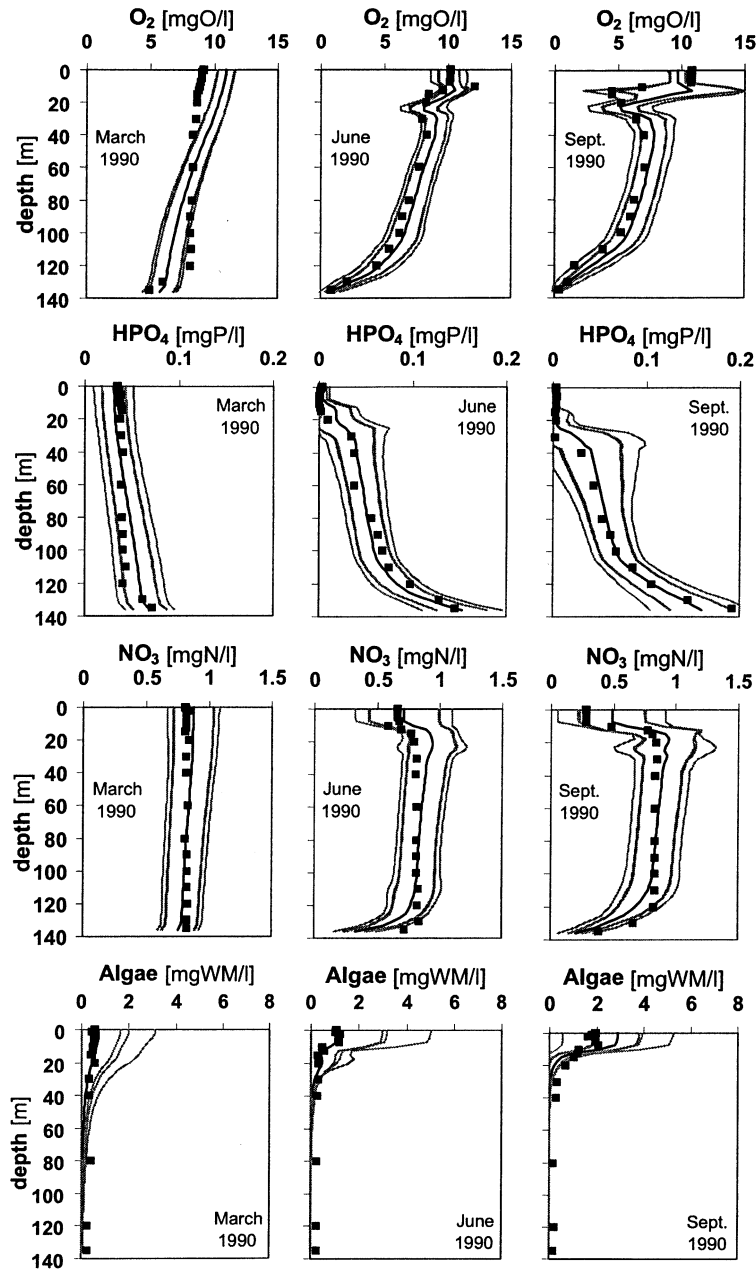 O₂ [mgO/l] O₂ [mgO/l] O₂ [mgO/l]
0 5 10 15 0 5 10 15 0 5 10 15
depth [m]
0
20
40
60
80
100
120
140
March
1990
June
1990
Sept.
1990
HPO₄ [mgP/l] HPO₄ [mgP/l] HPO₄ [mgP/l]
0 0.1 0.2 0 0.1 0.2 0 0.1 0.2
depth [m]
0
20
40
60
80
100
120
140
March
1990
June
1990
Sept.
1990
NO₃ [mgN/l] NO₃ [mgN/l] NO₃ [mgN/l]
0 0.5 1 1.5 0 0.5 1 1.5 0 0.5 1 1.5
depth [m]
0
20
40
60
80
100
120
140
March
1990
June
1990
Sept.
1990
Algae [mgWM/l] Algae [mgWM/l] Algae [mgWM/l]
0 2 4 6 8 0 2 4 6 8 0 2 4 6 8
depth [m]
0
20
40
60
80
100
120
140
March
1990
June
1990
Sept.
1990